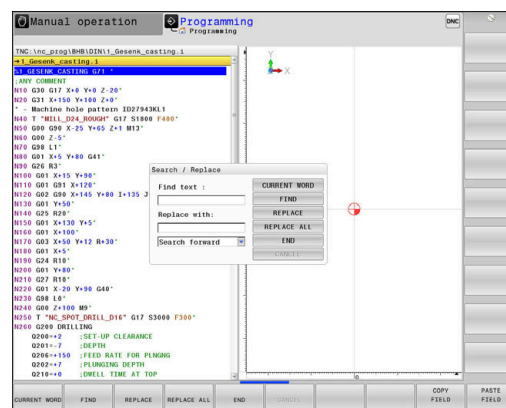 Manual operation
Programming
Programming
DNC
TNC:\nc_prog\BHB\DIN\1_Gesenk_casting.i
→1_Gesenk_casting.i
%1_GESENK_CASTING G71 *
;ANY COMMENT
N10 G30 G17 X+0 Y+0 Z-20*
N20 G31 X+150 Y+100 Z+0*
* - Machine hole pattern ID27943KL1
N40 T "MILL_D24_ROUGH" G17 S1800 F480*
N50 G00 G90 X-25 Y+65 Z+1 M13*
N60 G00 Z-5*
N70 G98 L1*
N80 G01 X+5 Y+80 G41*
N90 G26 R3*
N100 G01 X+15 Y+90*
N110 G01 G91 X+120*
N120 G02 G90 X+145 Y+80 I+135 J
N130 G01 Y+50*
N140 G25 R20*
N150 G01 X+130 Y+5*
N160 G01 X+100*
N170 G03 X+50 Y+12 R+30*
N180 G01 X+5*
N190 G24 R10*
N200 G01 Y+80*
N210 G27 R10*
N220 G01 X-20 Y+90 G40*
N230 G98 L0*
N240 G00 Z+100 M9*
N250 T "NC_SPOT_DRILL_D16" G17 S3000 F300*
N260 G200 DRILLING
Q200=+2 ;SET-UP CLEARANCE
Q201=-7 ;DEPTH
Q206=+150 ;FEED RATE FOR PLNGNG
Q202=+7 ;PLUNGING DEPTH
Q210=+0 ;DWELL TIME AT TOP
Y
X
0
Search / Replace
Find text :
Replace with:
Search forward
CURRENT WORD
FIND
REPLACE
REPLACE ALL
END
CANCEL
CURRENT WORD
FIND
REPLACE
REPLACE ALL
END
CANCEL
COPY FIELD
PASTE FIELD